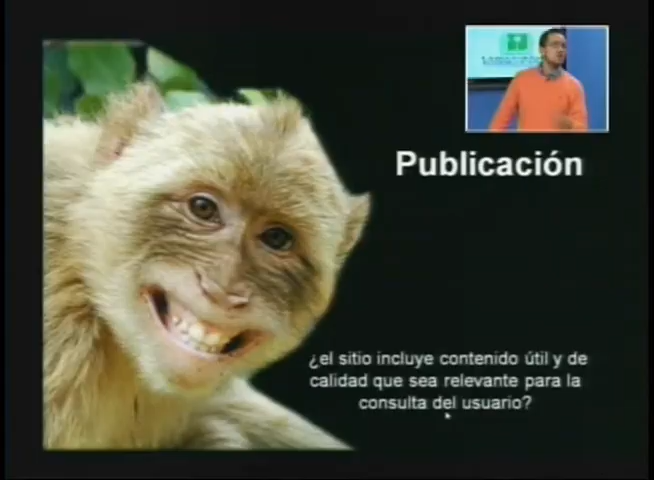 Publicación
¿el sitio incluye contenido útil y de
calidad que sea relevante para la
consulta del usuario?